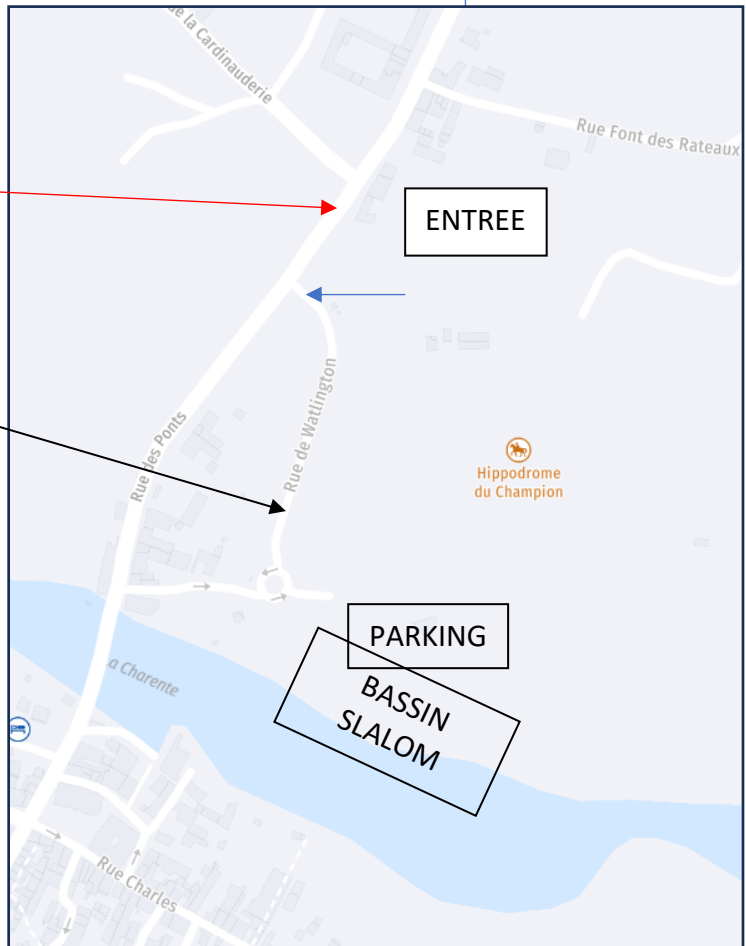 de la Cardinauderie
Rue Font des Rateaux
ENTREE
Rue de Watlington
Rue des Ponts
Hippodrome
du Champion
PARKING
BASSIN
SLALOM
La Charente
Rue Charles